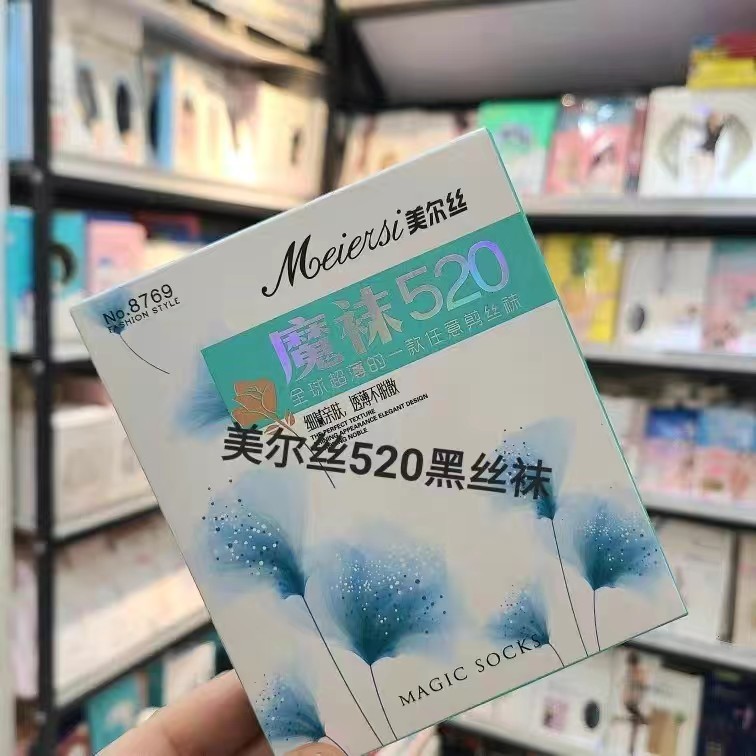 Meiersi美尔丝
No.8769
FASHION STYLE
魔袜520
全球超薄的一款任意剪丝袜
细腻亲肤，透薄不脱散
THE PERFECT TEXTURE
APPEARANCE ELEGANT DESIGN
NOBLE
美尔丝520黑丝袜
MAGIC SOCKS